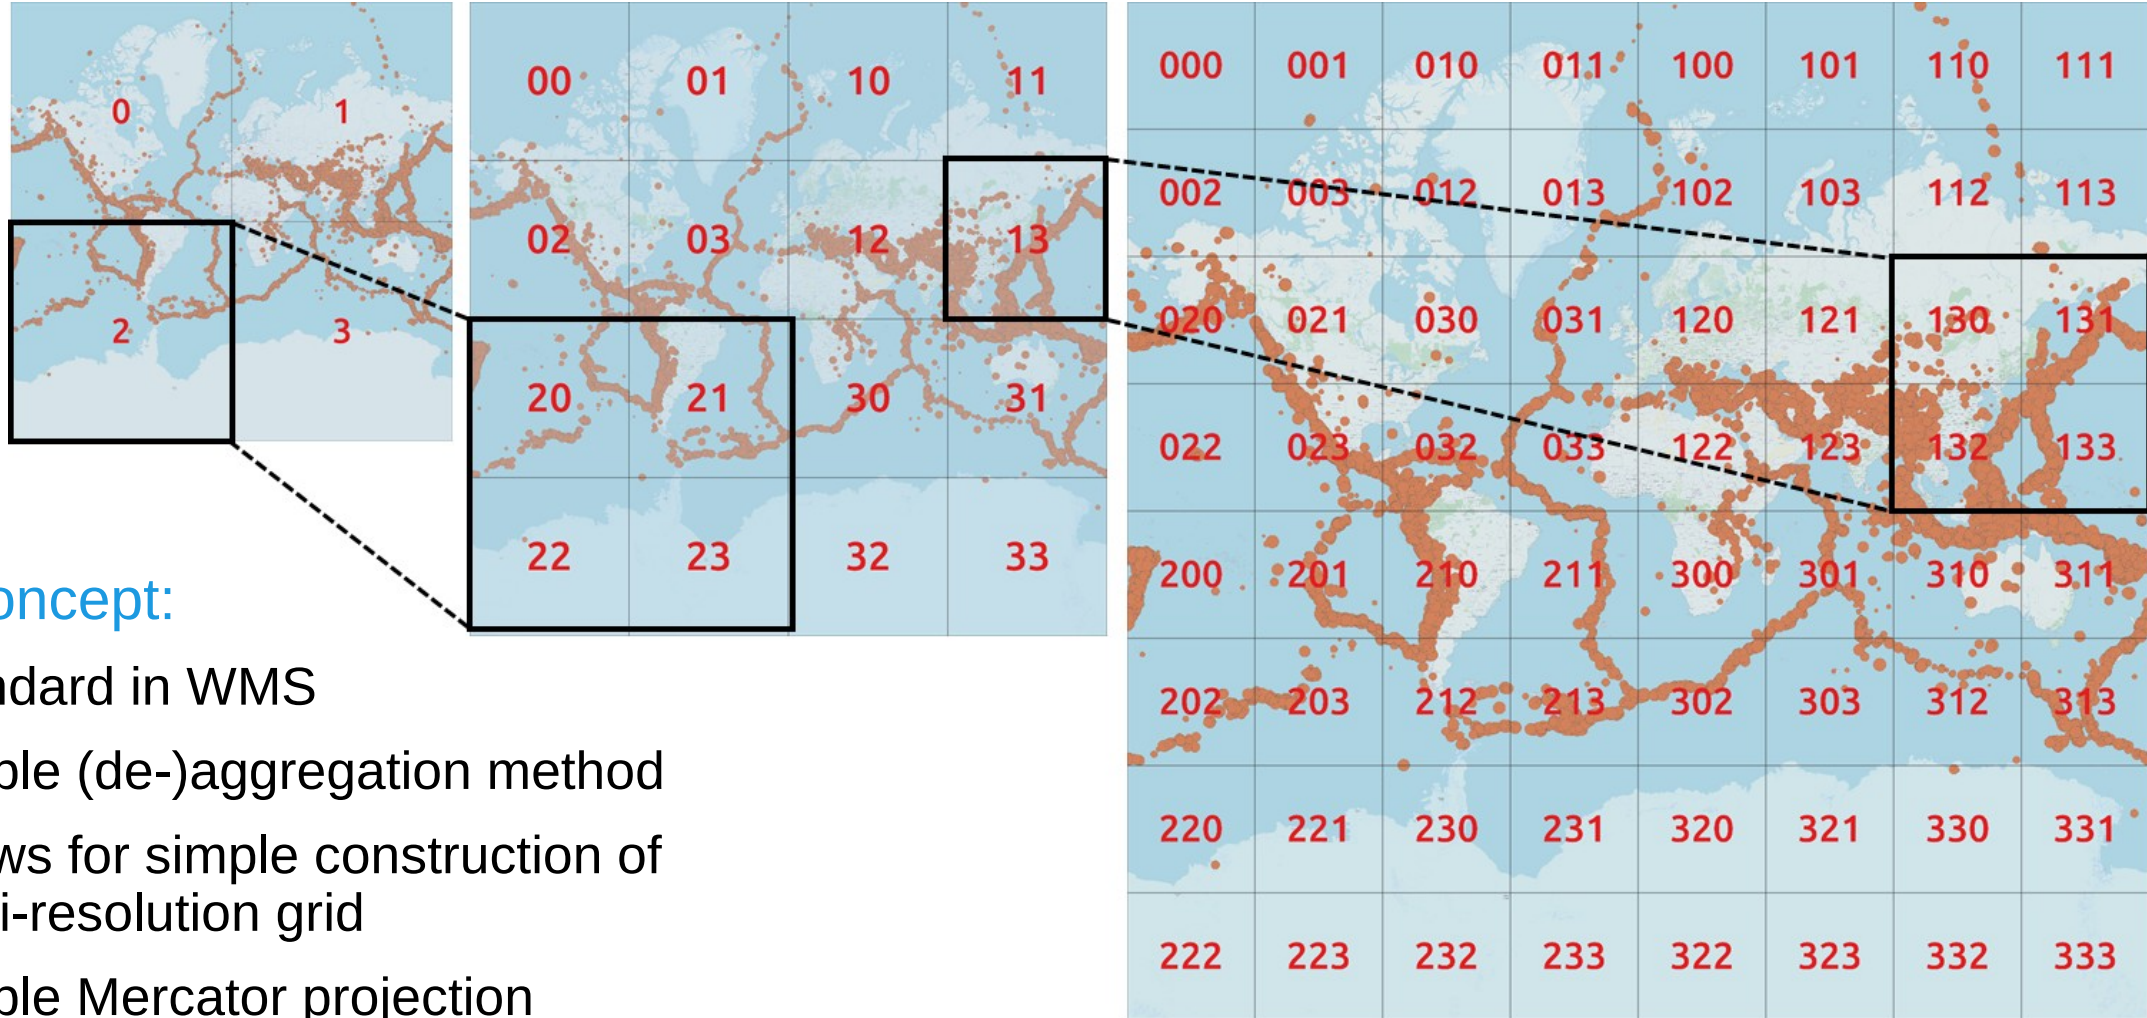 0 1
2 3
00 01 10 11
02 03 12 13
20 21 30 31
22 23 32 33
000 001 010 011 100 101 110 111
002 003 012 013 102 103 112 113
020 021 030 031 120 121 130 131
022 023 032 033 122 123 132 133
200 201 210 211 300 301 310 311
202 203 212 213 302 303 312 313
220 221 230 231 320 321 330 331
222 223 232 233 322 323 332 333
oncept:
ndard in WMS
ple (de-)aggregation method
ws for simple construction of
i-resolution grid
ple Mercator projection